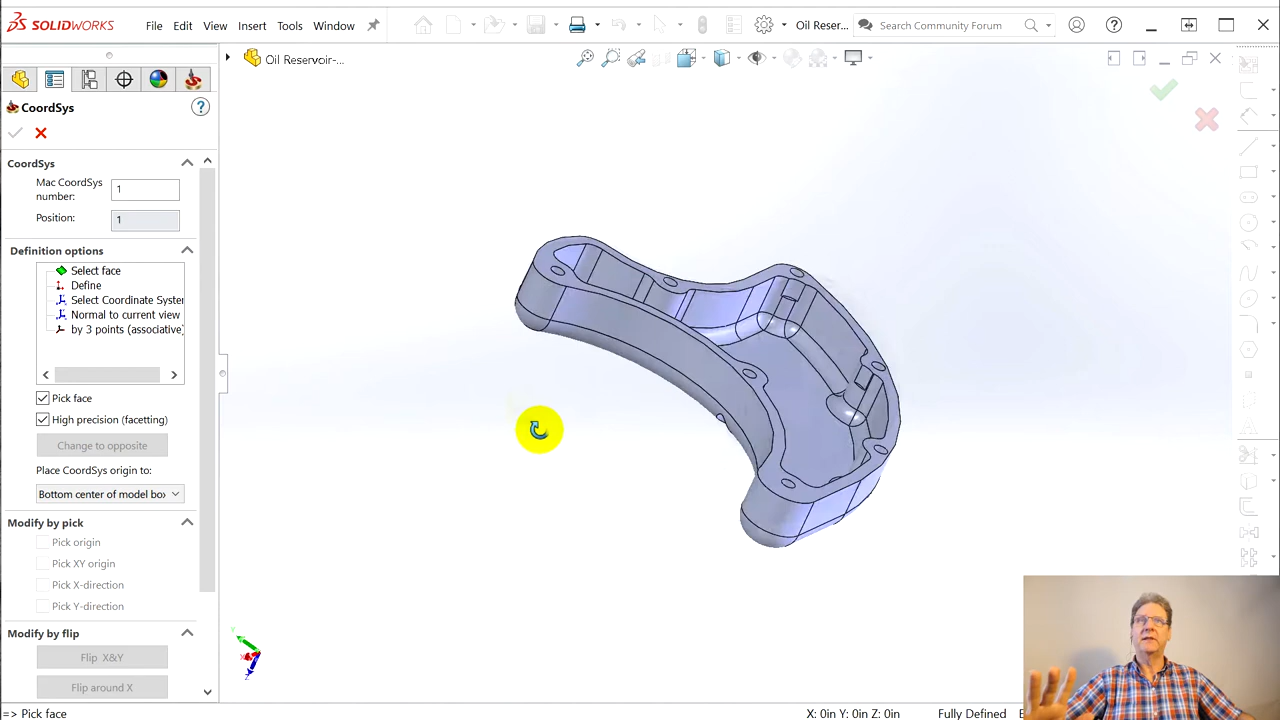 SOLIDWORKS File Edit View Insert Tools Window Oil Reser... Search Community Forum
Oil Reservoir-...
CoordSys
CoordSys
Mac CoordSys
number:
1
Position:
1
Definition options
Select face
Define
Select Coordinate System
Normal to current view
by 3 points (associative)
Pick face
High precision (facetting)
Change to opposite
Place CoordSys origin to:
Bottom center of model box
Modify by pick
Pick origin
Pick XY origin
Pick X-direction
Pick Y-direction
Modify by flip
Flip X&Y
Flip around X
Y
X
Z
=> Pick face
X: 0in Y: 0in Z: 0in
Fully Defined